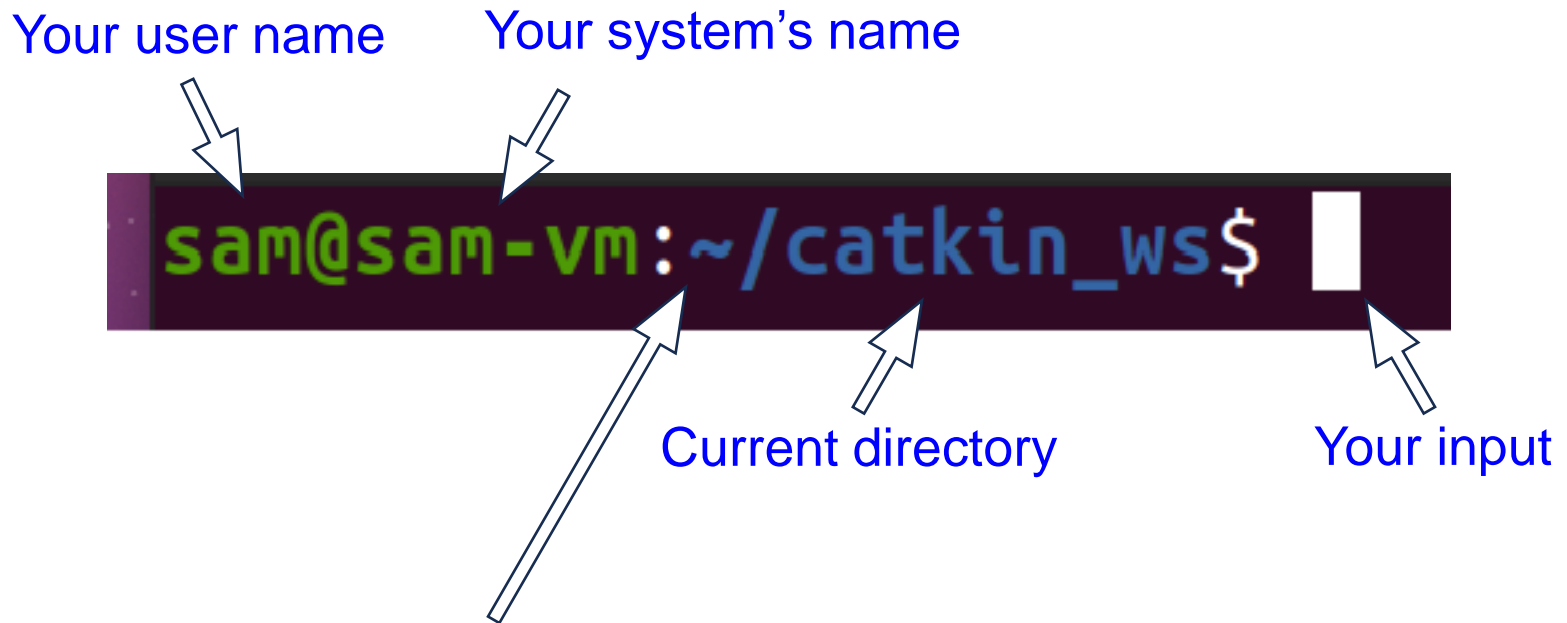 Your user name
Your system’s name
sam@sam-vm:~/catkin_ws$
Current directory
Your input